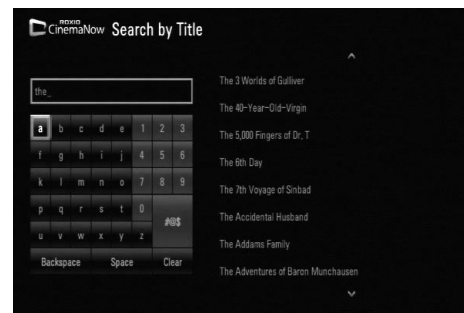 ROXIO
CinemaNow Search by Title
the_
a b c d e 1 2 3
f g h i j 4 5 6
k l m n o 7 8 9
p q r s t 0
#@$
u v w x y z
Backspace Space Clear
The 3 Worlds of Gulliver
The 40-Year-Old-Virgin
The 5,000 Fingers of Dr, T
The 6th Day
The 7th Voyage of Sinbad
The Accidental Husband
The Addams Family
The Adventures of Baron Munchausen